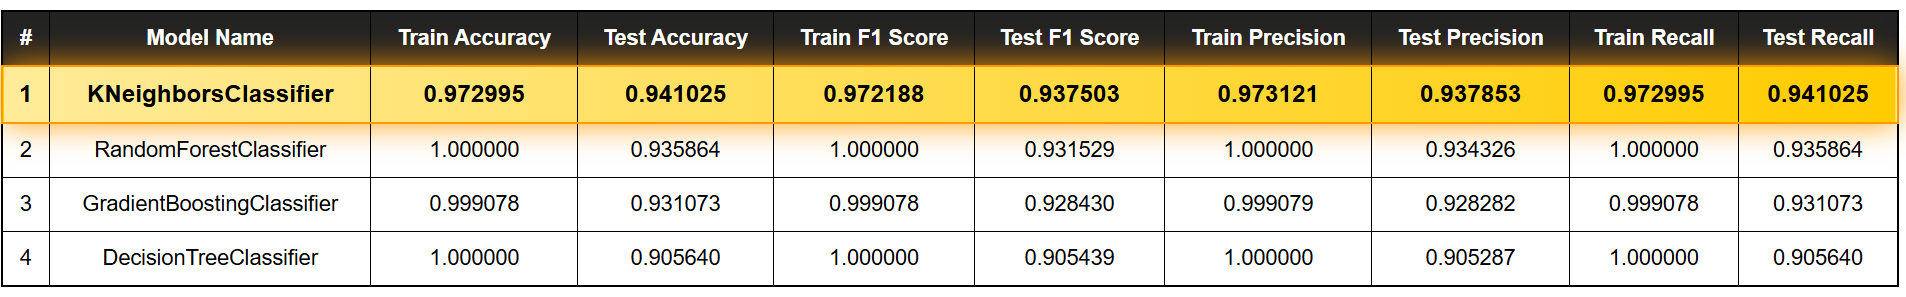 # Model Name Train Accuracy Test Accuracy Train F1 Score Test F1 Score Train Precision Test Precision Train Recall Test Recall
1 KNeighborsClassifier 0.972995 0.941025 0.972188 0.937503 0.973121 0.937853 0.972995 0.941025
2 RandomForestClassifier 1.000000 0.935864 1.000000 0.931529 1.000000 0.934326 1.000000 0.935864
3 GradientBoostingClassifier 0.999078 0.931073 0.999078 0.928430 0.999079 0.928282 0.999078 0.931073
4 DecisionTreeClassifier 1.000000 0.905640 1.000000 0.905439 1.000000 0.905287 1.000000 0.905640